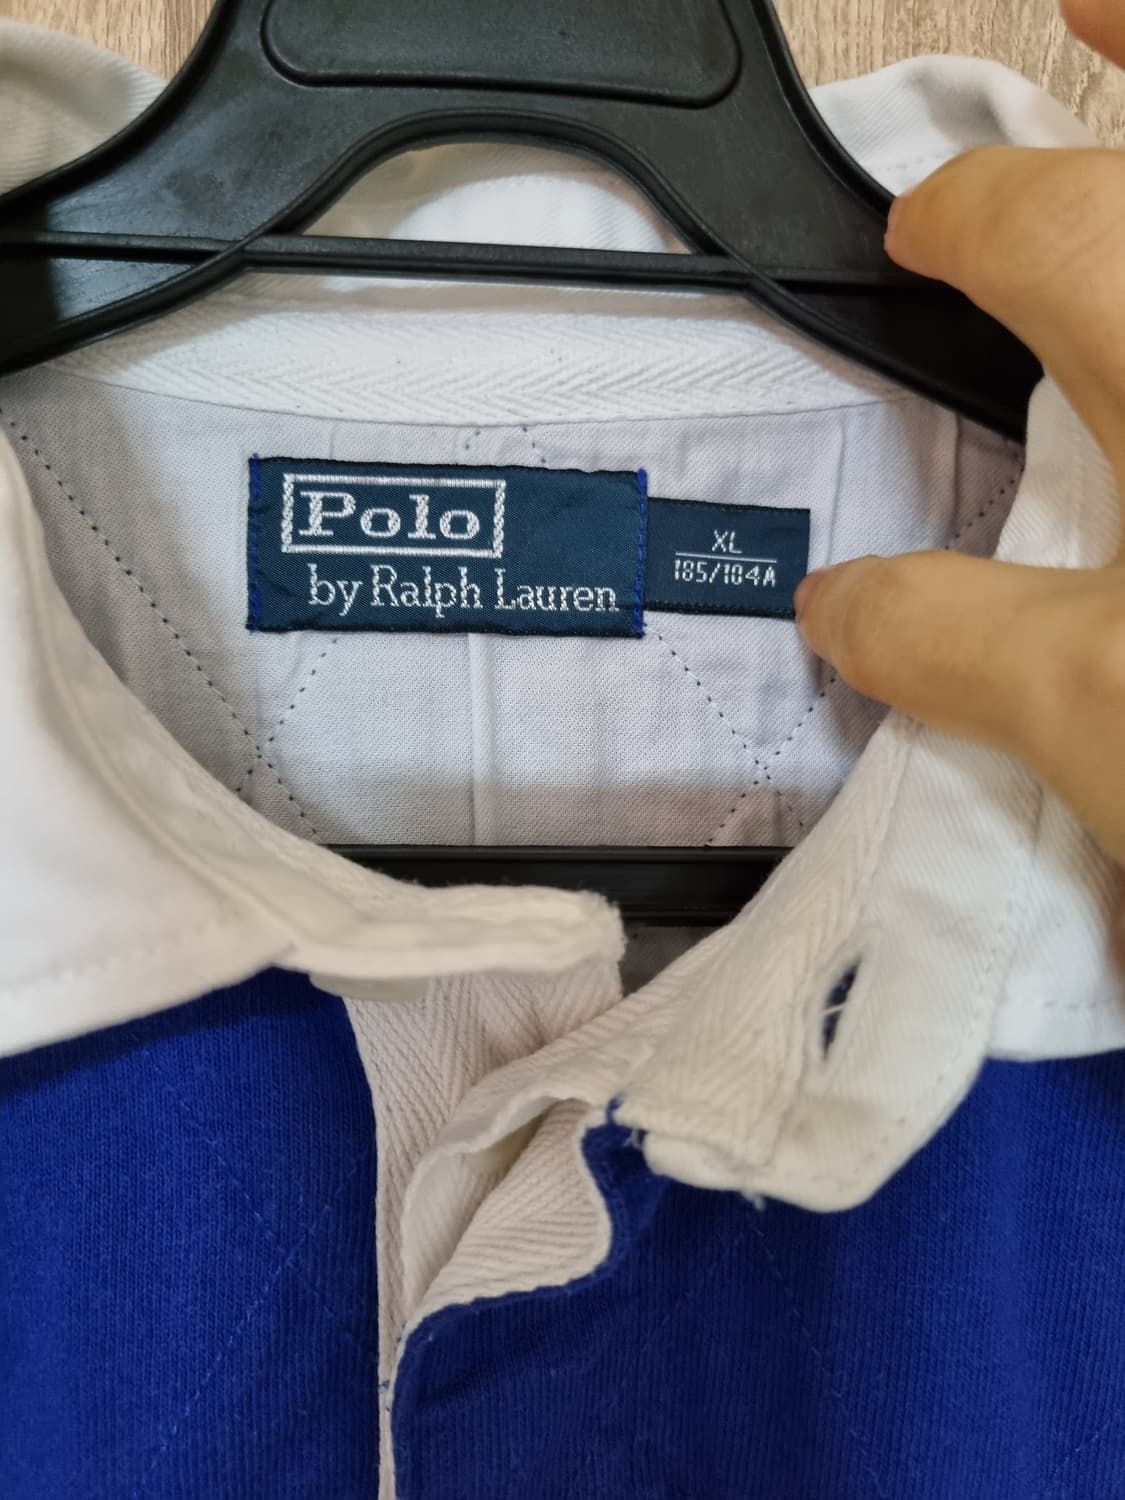 Polo
by Ralph Lauren
XL
185/104A